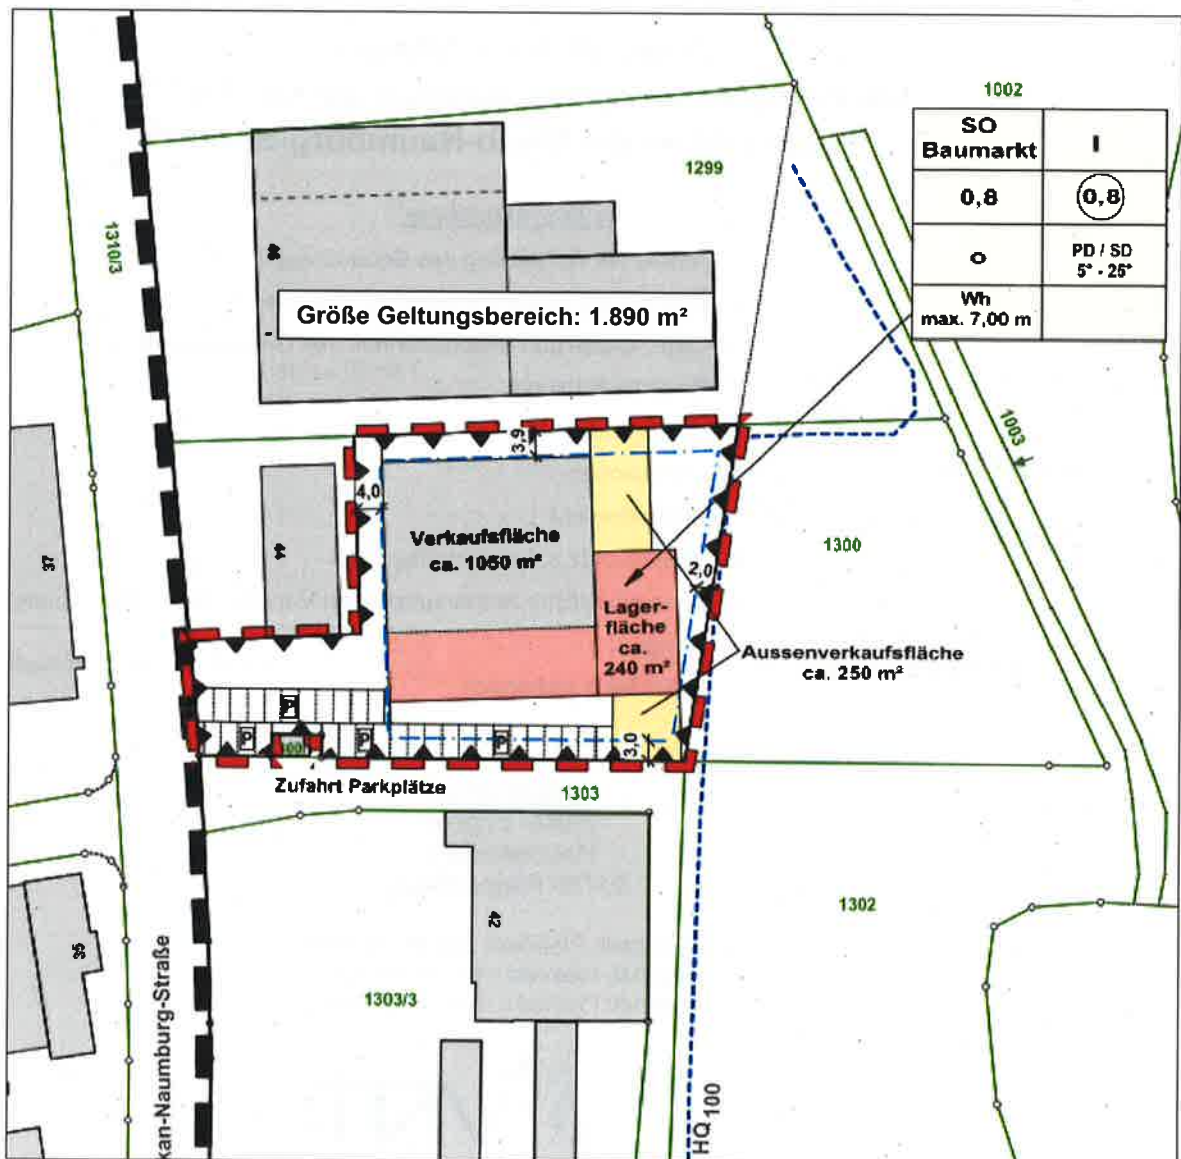 1002
SO
Baumarkt
I
0,8
0,8
o
PD / SD
5° - 25°
Wh
max. 7,00 m
1299
1310/3
46
Größe Geltungsbereich: 1.890 m²
1003
3,9
4,0
37
44
Verkaufsfläche
ca. 1050 m²
1300
2,0
Lager-
fläche
ca.
240 m²
Aussenverkaufsfläche
ca. 250 m²
3,0
Zufahrt Parkplätze
1303
42
1302
35
1303/3
kan-Naumburg-Straße
HQ100